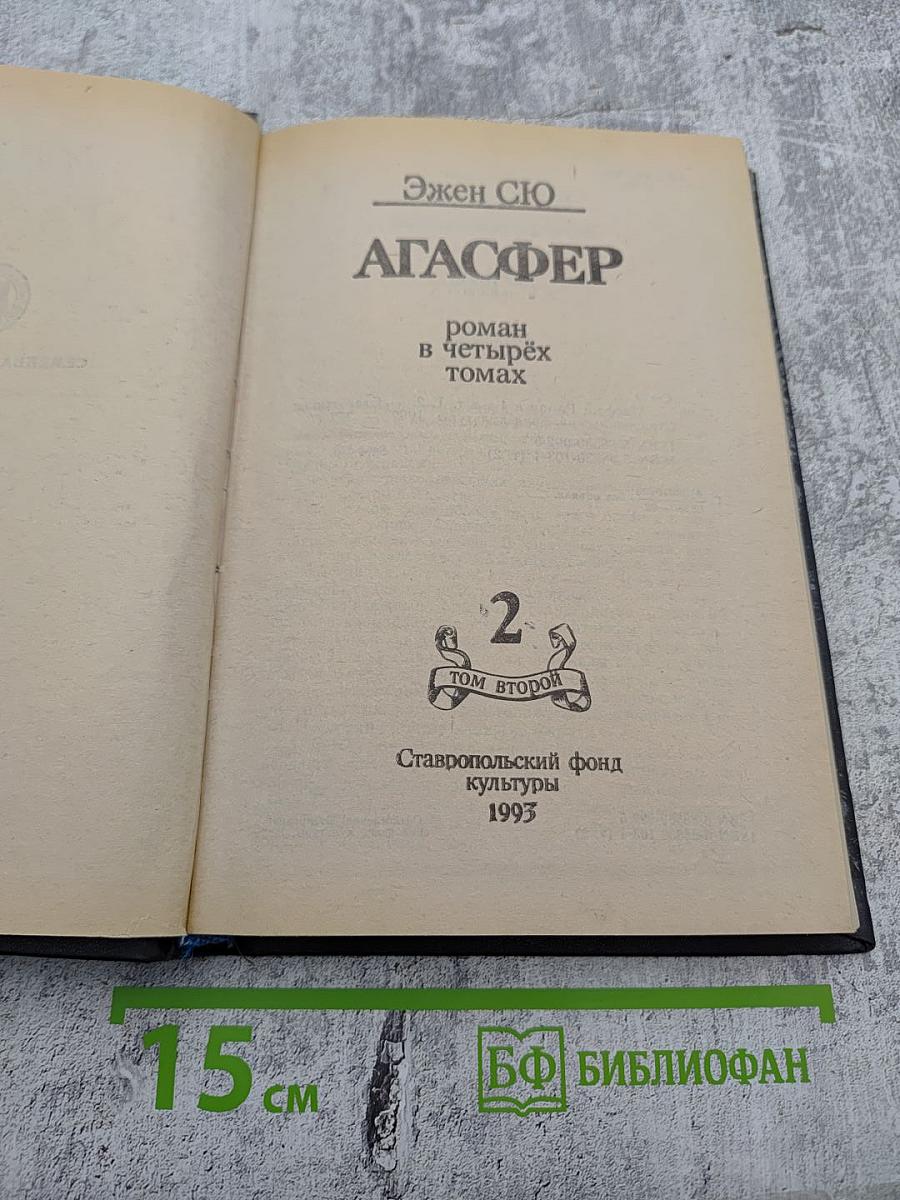 Эжен СЮ
АГАСФЕР
роман
в четырёх
томах
2
том второй
Ставропольский фонд
культуры
1993
15 см
БФ БИБЛИОФАН